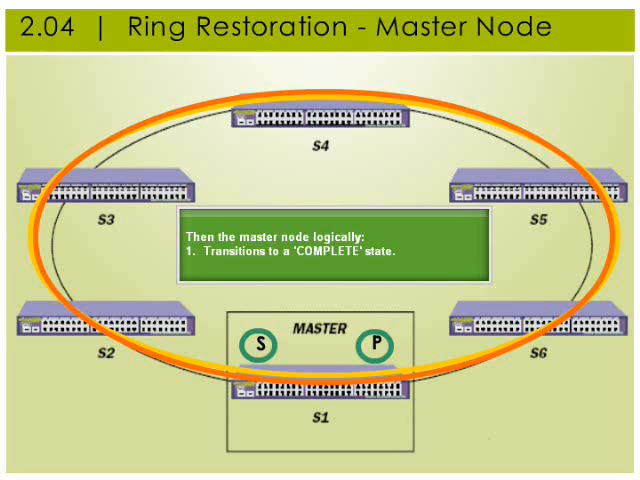 2.04 | Ring Restoration - Master Node
S4
S3
S5
Then the master node logically:
1. Transitions to a 'COMPLETE' state.
S2
S6
MASTER
S P
S1